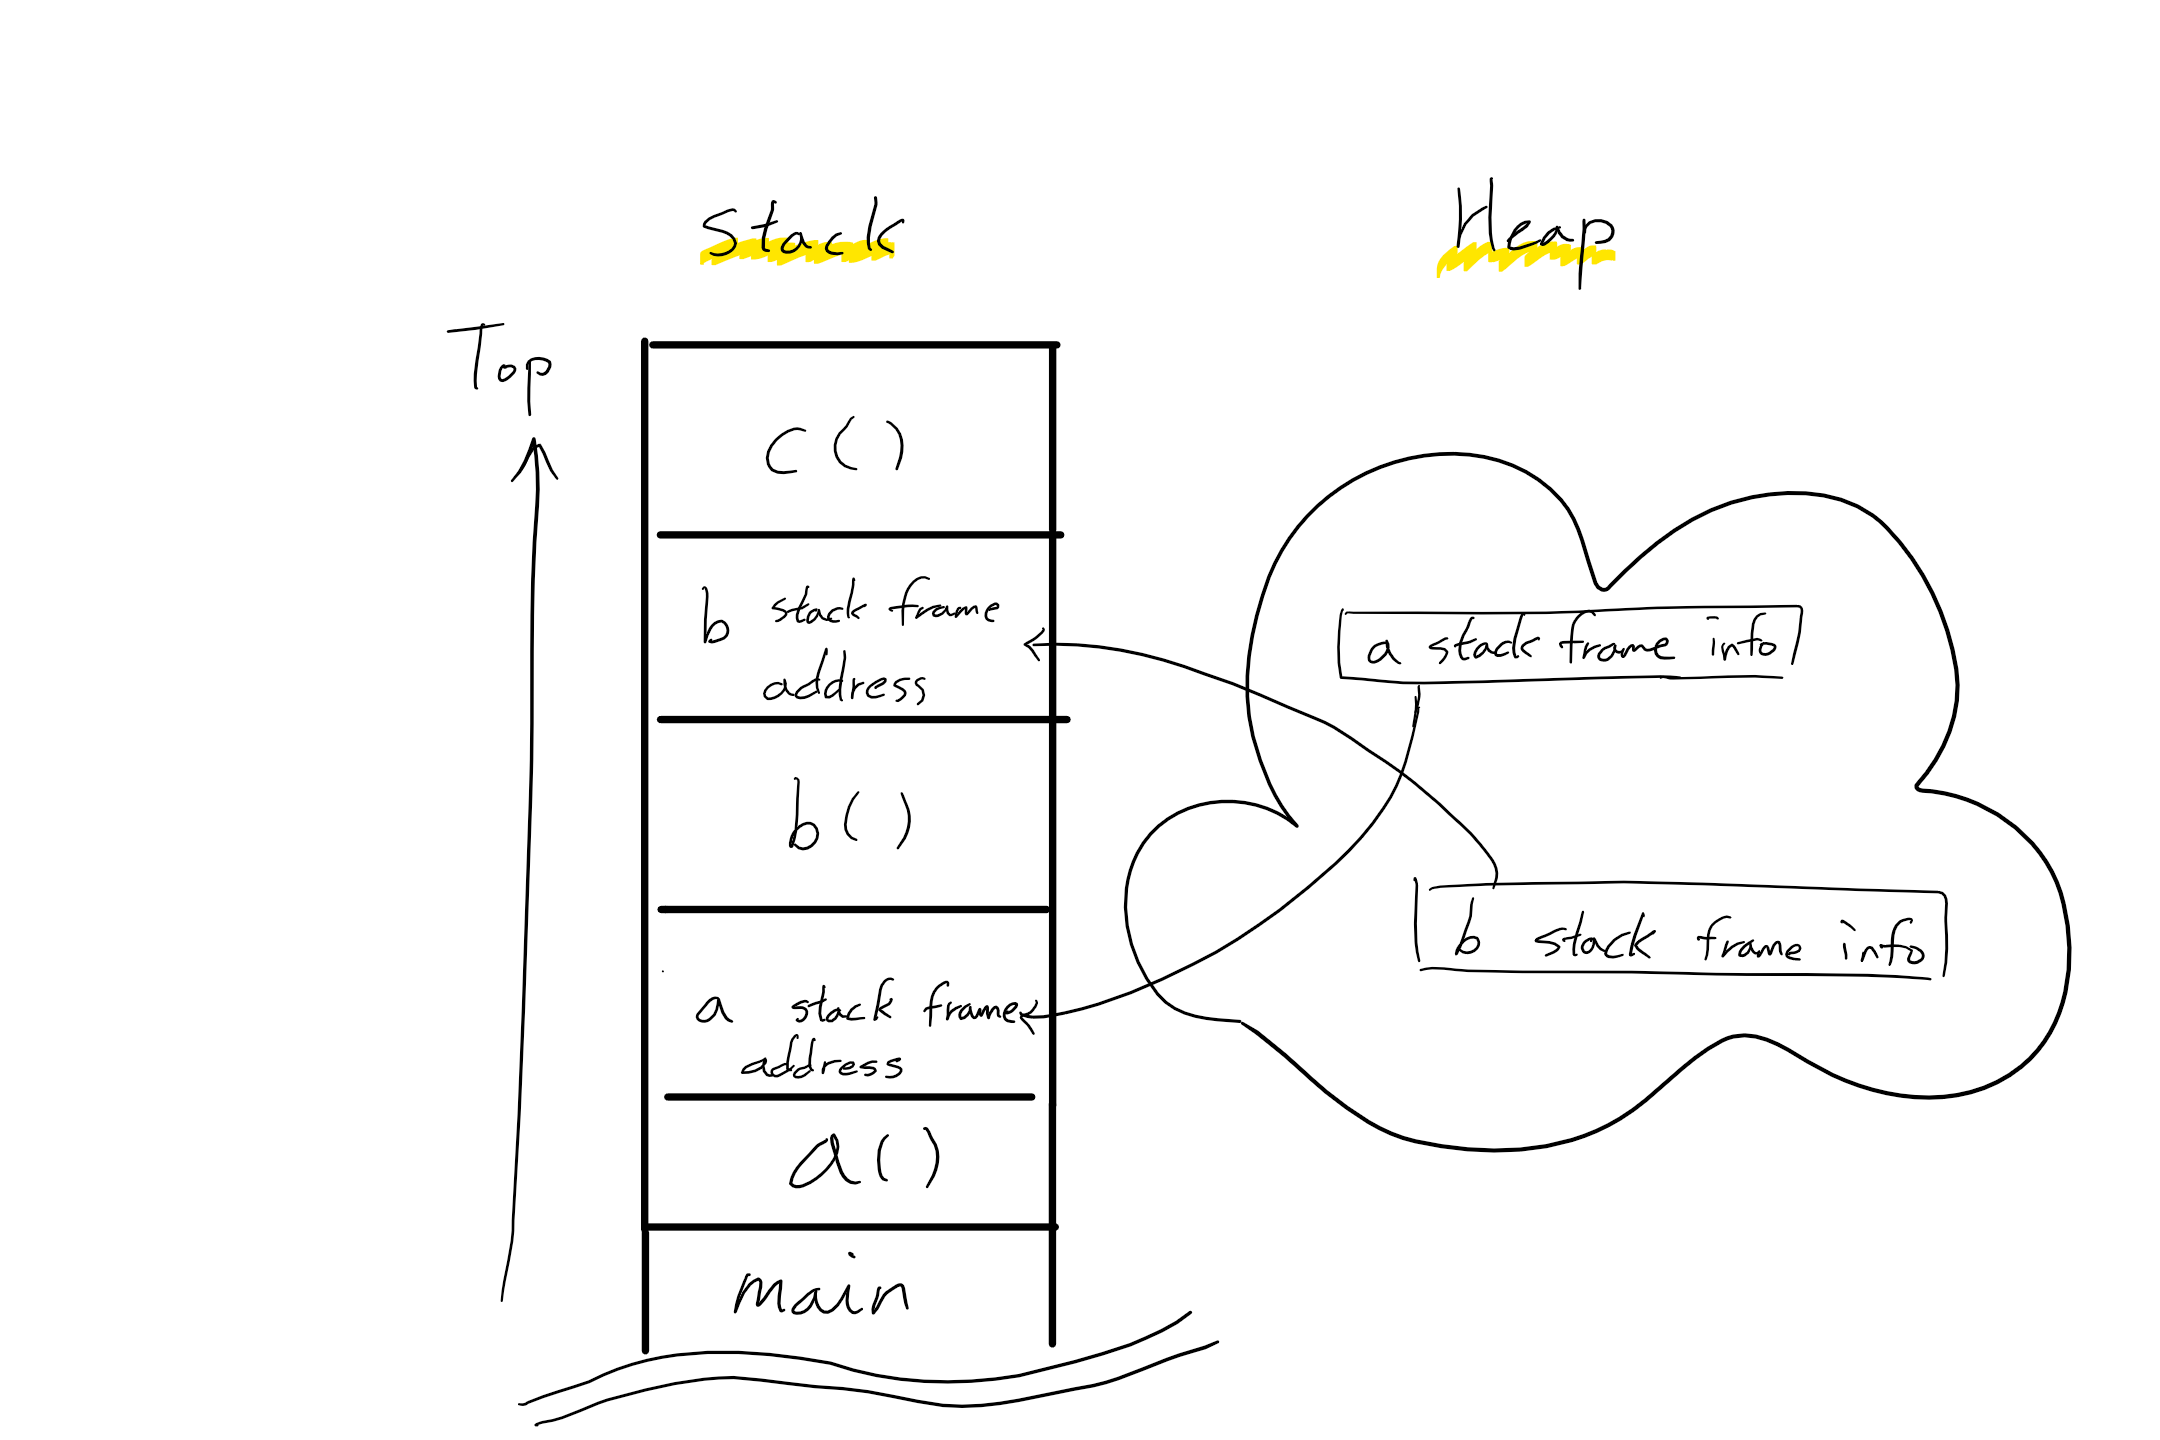 Stack
Heap
Top
c()
b stack frame
address
b()
a stack frame
address
a()
main
a stack frame info
b stack frame info